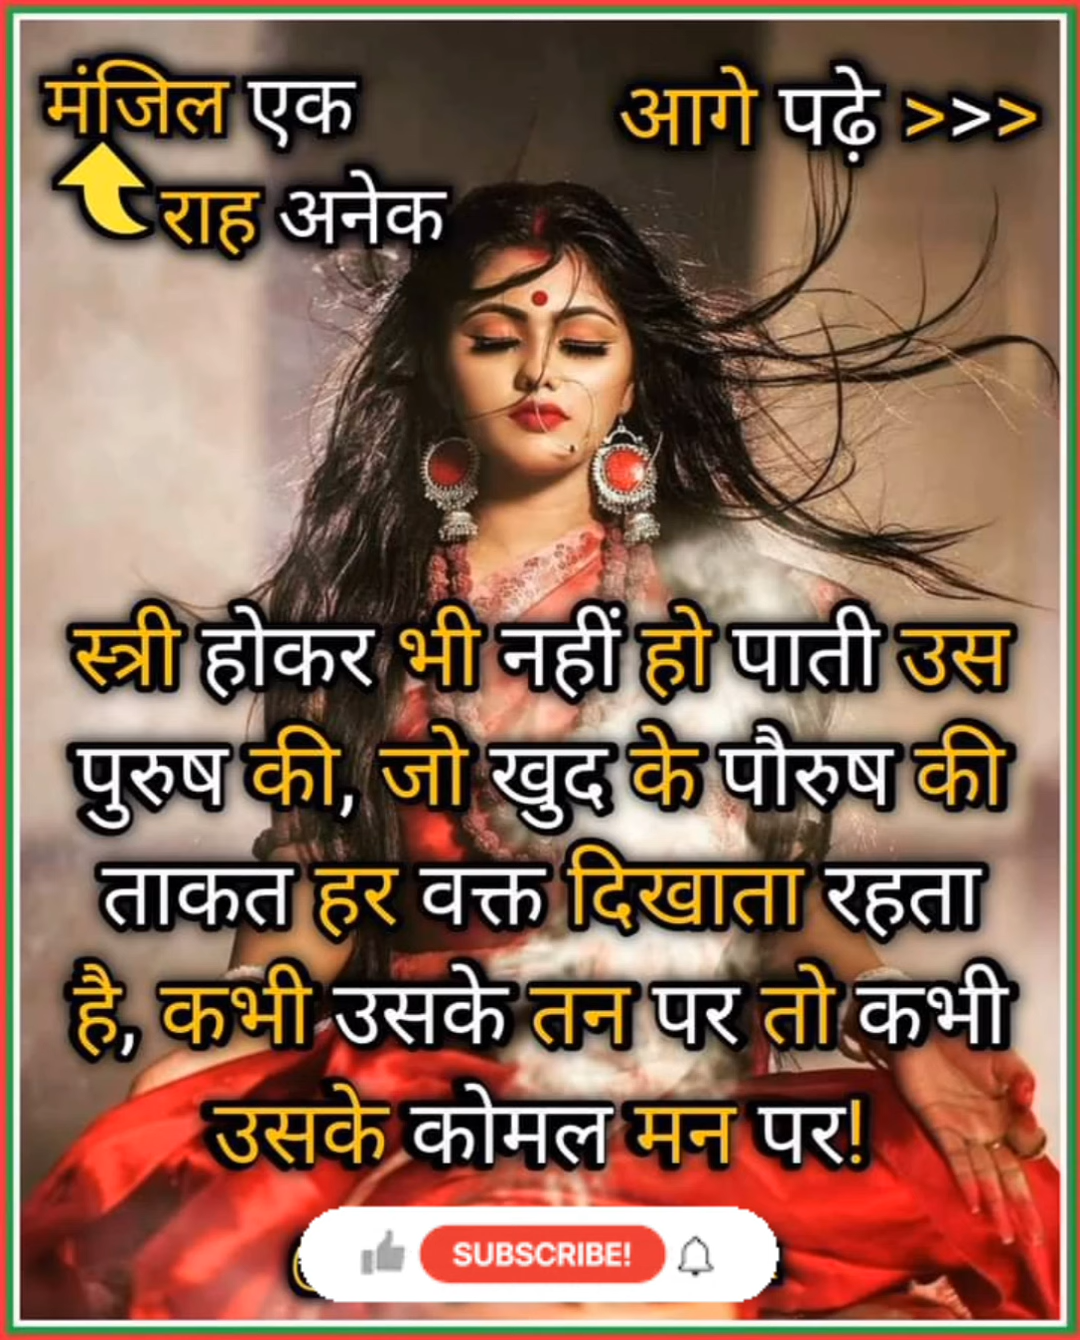 मंजिल एक
राह अनेक
आगे पढ़े >>>
स्त्री होकर भी नहीं हो पाती उस
पुरुष की, जो खुद के पौरुष की
ताकत हर वक्त दिखाता रहता
है, कभी उसके तन पर तो कभी
उसके कोमल मन पर!
SUBSCRIBE!